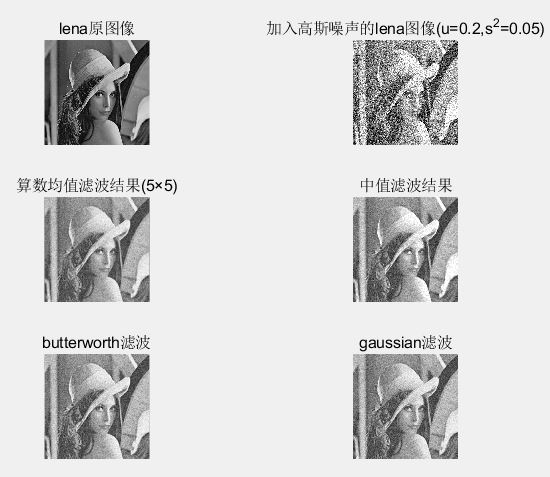 lena原图像
加入高斯噪声的lena图像(u=0.2,s²=0.05)
算数均值滤波结果(5×5)
中值滤波结果
butterworth滤波
gaussian滤波